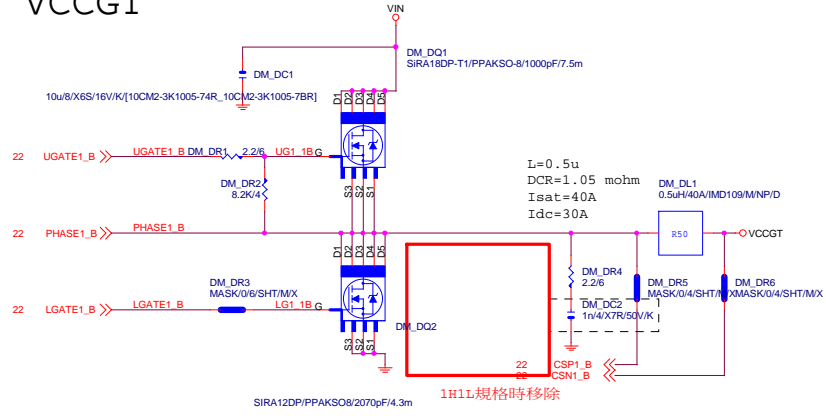 VCCGT
VIN
DM_DQ1
SiRA18DP-T1/PPAKSO-8/1000pF/7.5m
DM_DC1
10u/8/X6S/16V/K/[10CM2-3K1005-74R_10CM2-3K1005-7BR]
D1 D2 D3 D4 D5
22 UGATE1_B UGATE1_B DM_DR1 2.2/6 UG1_1B G
S3 S2 S1
DM_DR2
8.2K/4
L=0.5u
DCR=1.05 mohm
Isat=40A
Idc=30A
DM_DL1
0.5uH/40A/IMD109/M/NP/D
22 PHASE1_B PHASE1_B
R50
VCCGT
D1 D2 D3 D4 D5
DM_DR3
MASK/0/6/SHT/M/X
22 LGATE1_B LGATE1_B LG1_1B G
S3 S2 S1
DM_DQ2
SIRA12DP/PPAKSO8/2070pF/4.3m
DM_DR4
2.2/6
DM_DC2
1n/4/X7R/50V/K
DM_DR5
MASK/0/4/SHT/M/X
DM_DR6
MASK/0/4/SHT/M/X
22 CSP1_B
22 CSN1_B
1H1L規格時移除